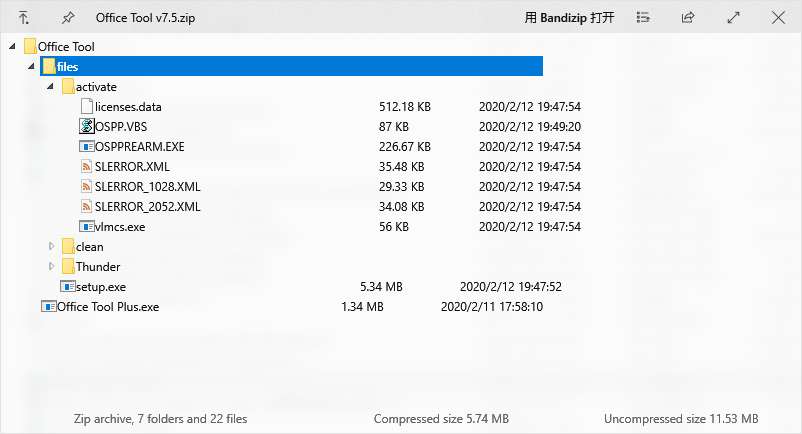 Office Tool v7.5.zip 用 Bandizip 打开
Office Tool
files
activate
licenses.data 512.18 KB 2020/2/12 19:47:54
OSPP.VBS 87 KB 2020/2/12 19:49:20
OSPPREARM.EXE 226.67 KB 2020/2/12 19:47:54
SLERROR.XML 35.48 KB 2020/2/12 19:47:54
SLERROR_1028.XML 29.33 KB 2020/2/12 19:47:54
SLERROR_2052.XML 34.08 KB 2020/2/12 19:47:54
vlmcs.exe 56 KB 2020/2/12 19:47:54
clean
Thunder
setup.exe 5.34 MB 2020/2/12 19:47:52
Office Tool Plus.exe 1.34 MB 2020/2/11 17:58:10
Zip archive, 7 folders and 22 files Compressed size 5.74 MB Uncompressed size 11.53 MB